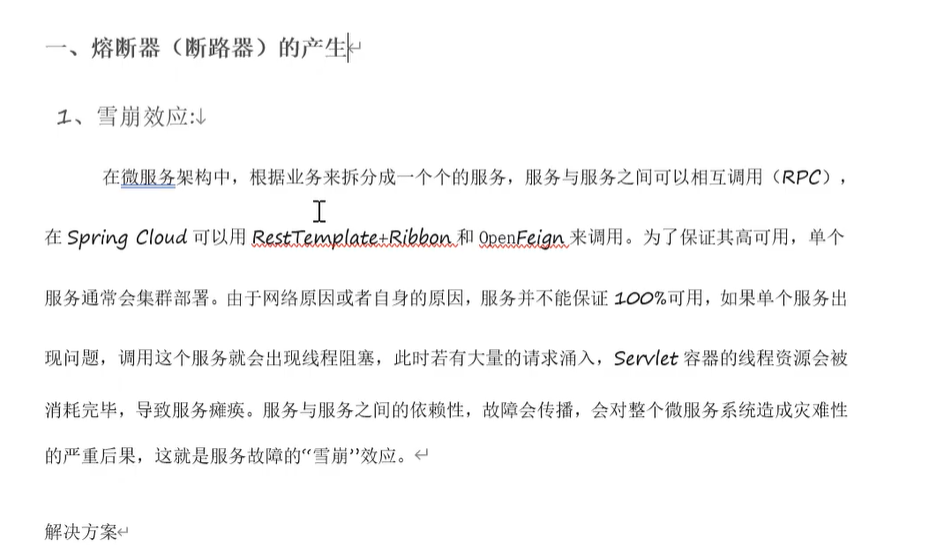 一、熔断器（断路器）的产生
1、雪崩效应:
在微服务架构中，根据业务来拆分成一个个的服务，服务与服务之间可以相互调用（RPC），
在 Spring Cloud 可以用 RestTemplate+Ribbon 和 OpenFeign 来调用。为了保证其高可用，单个
服务通常会集群部署。由于网络原因或者自身的原因，服务并不能保证 100%可用，如果单个服务出
现问题，调用这个服务就会出现线程阻塞，此时若有大量的请求涌入，Servlet 容器的线程资源会被
消耗完毕，导致服务瘫痪。服务与服务之间的依赖性，故障会传播，会对整个微服务系统造成灾难性
的严重后果，这就是服务故障的“雪崩”效应。
解决方案